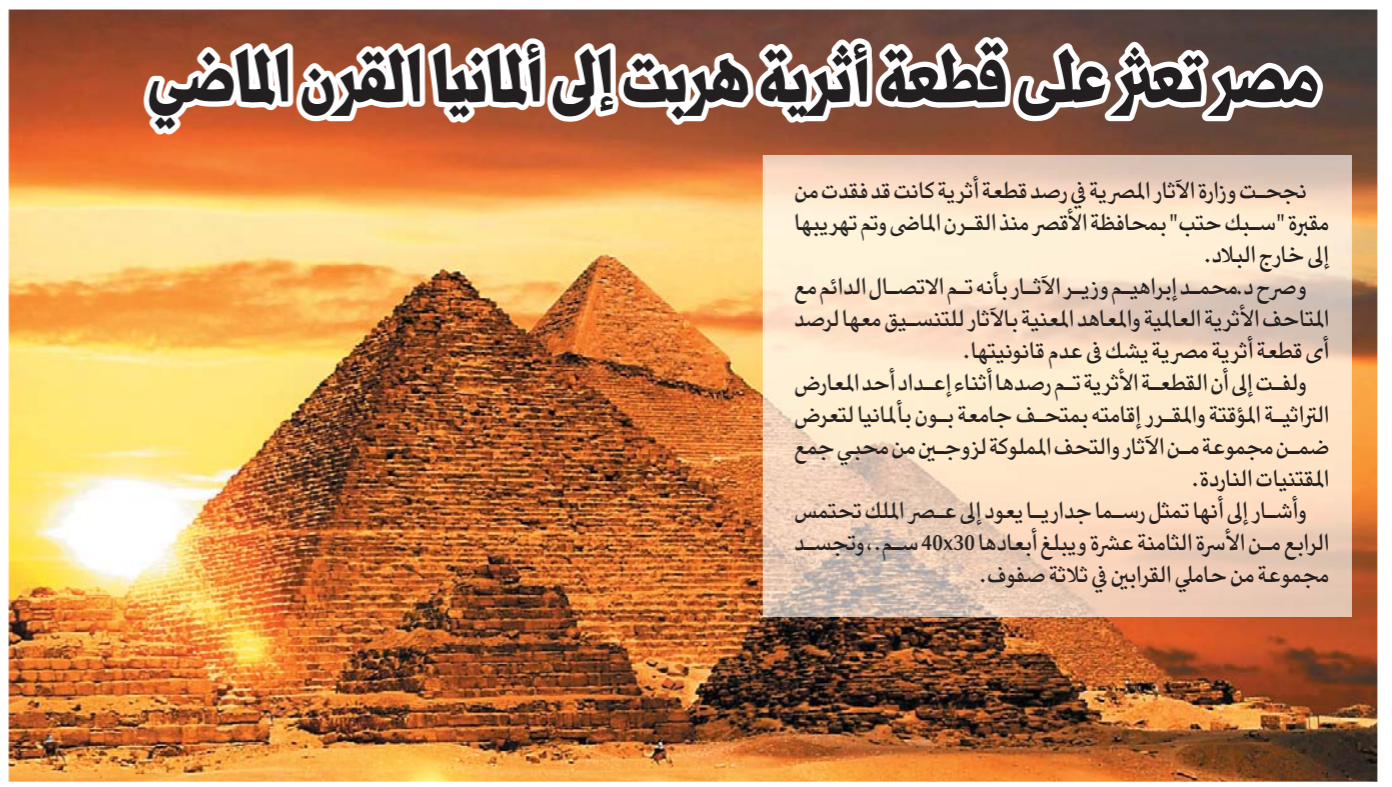 مصر تعثر على قطعة أثرية هربت إلى ألمانيا القرن الماضي
نجحت وزارة الآثار المصرية في رصد قطعة أثرية كانت قد فقدت من
مقبرة "سبك حتب" بمحافظة الأقصر منذ القرن الماضى وتم تهريبها
إلى خارج البلاد.
وصرح د.محمد إبراهيم وزير الآثار بأنه تم الاتصال الدائم مع
المتاحف الأثرية العالمية والمعاهد المعنية بالآثار للتنسيق معها لرصد
أى قطعة أثرية مصرية يشك فى عدم قانونيتها.
ولفت إلى أن القطعة الأثرية تم رصدها أثناء إعداد أحد المعارض
التراثية المؤقتة والمقرر إقامته بمتحف جامعة بون بألمانيا لتعرض
ضمن مجموعة من الآثار والتحف المملوكة لزوجين من محبي جمع
المقتنيات الناردة.
وأشار إلى أنها تمثل رسما جداريا يعود إلى عصر الملك تحتمس
الرابع من الأسرة الثامنة عشرة ويبلغ أبعادها 40x30 سم.،وتجسد
مجموعة من حاملي القرابين في ثلاثة صفوف.